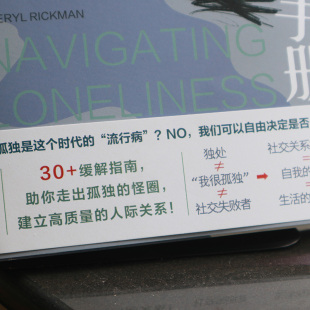 ERYL RICKMAN
NAVIGATING
LONELINESS
手
册
孤独是这个时代的“流行病”？NO，我们可以自由决定是否
30+缓解指南，
助你走出孤独的怪圈，
建立高质量的人际关系！
独处
≠
“我很孤独”
≠
社交失败者
➡
社交关系
=
自我的
=
生活的